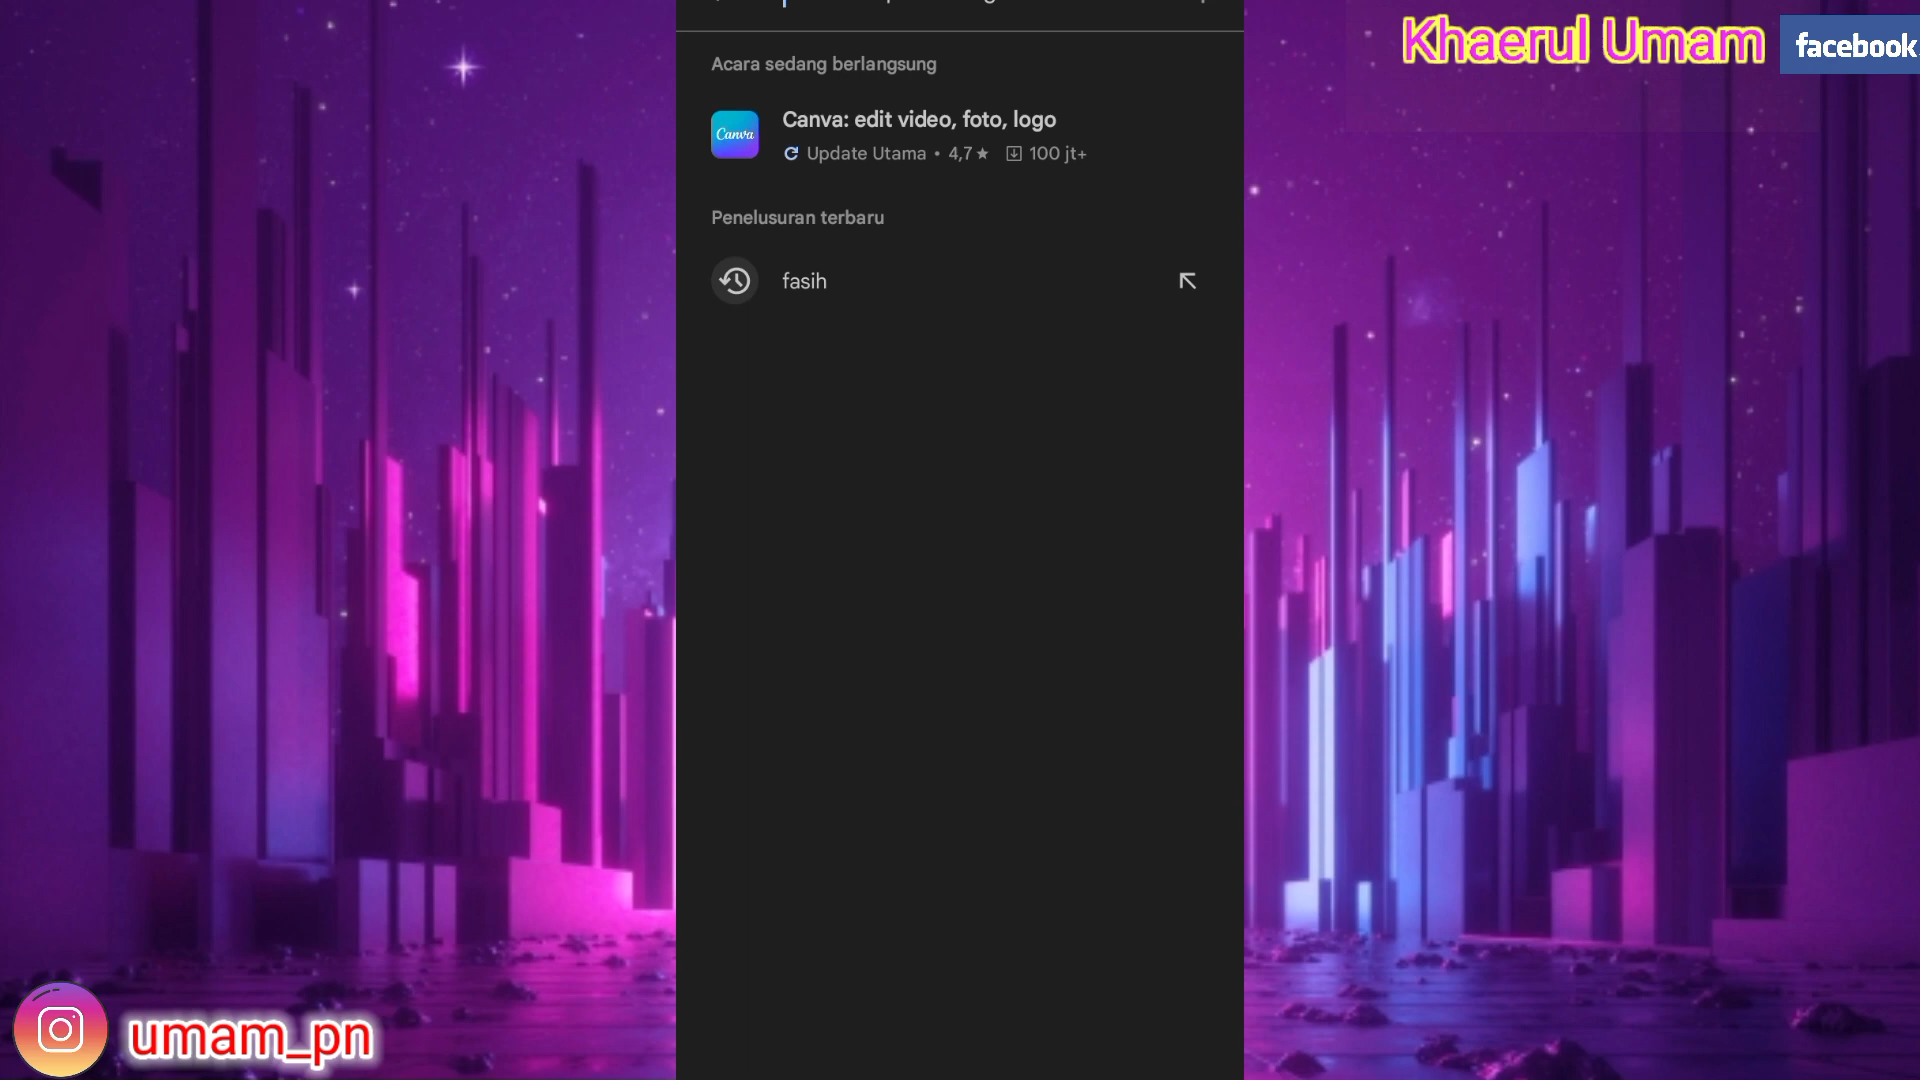 Khaerul Umam
facebook
Acara sedang berlangsung
Canva
Canva: edit video, foto, logo
Update Utama • 4,7★ 100 jt+
Penelusuran terbaru
fasih
umam_pn